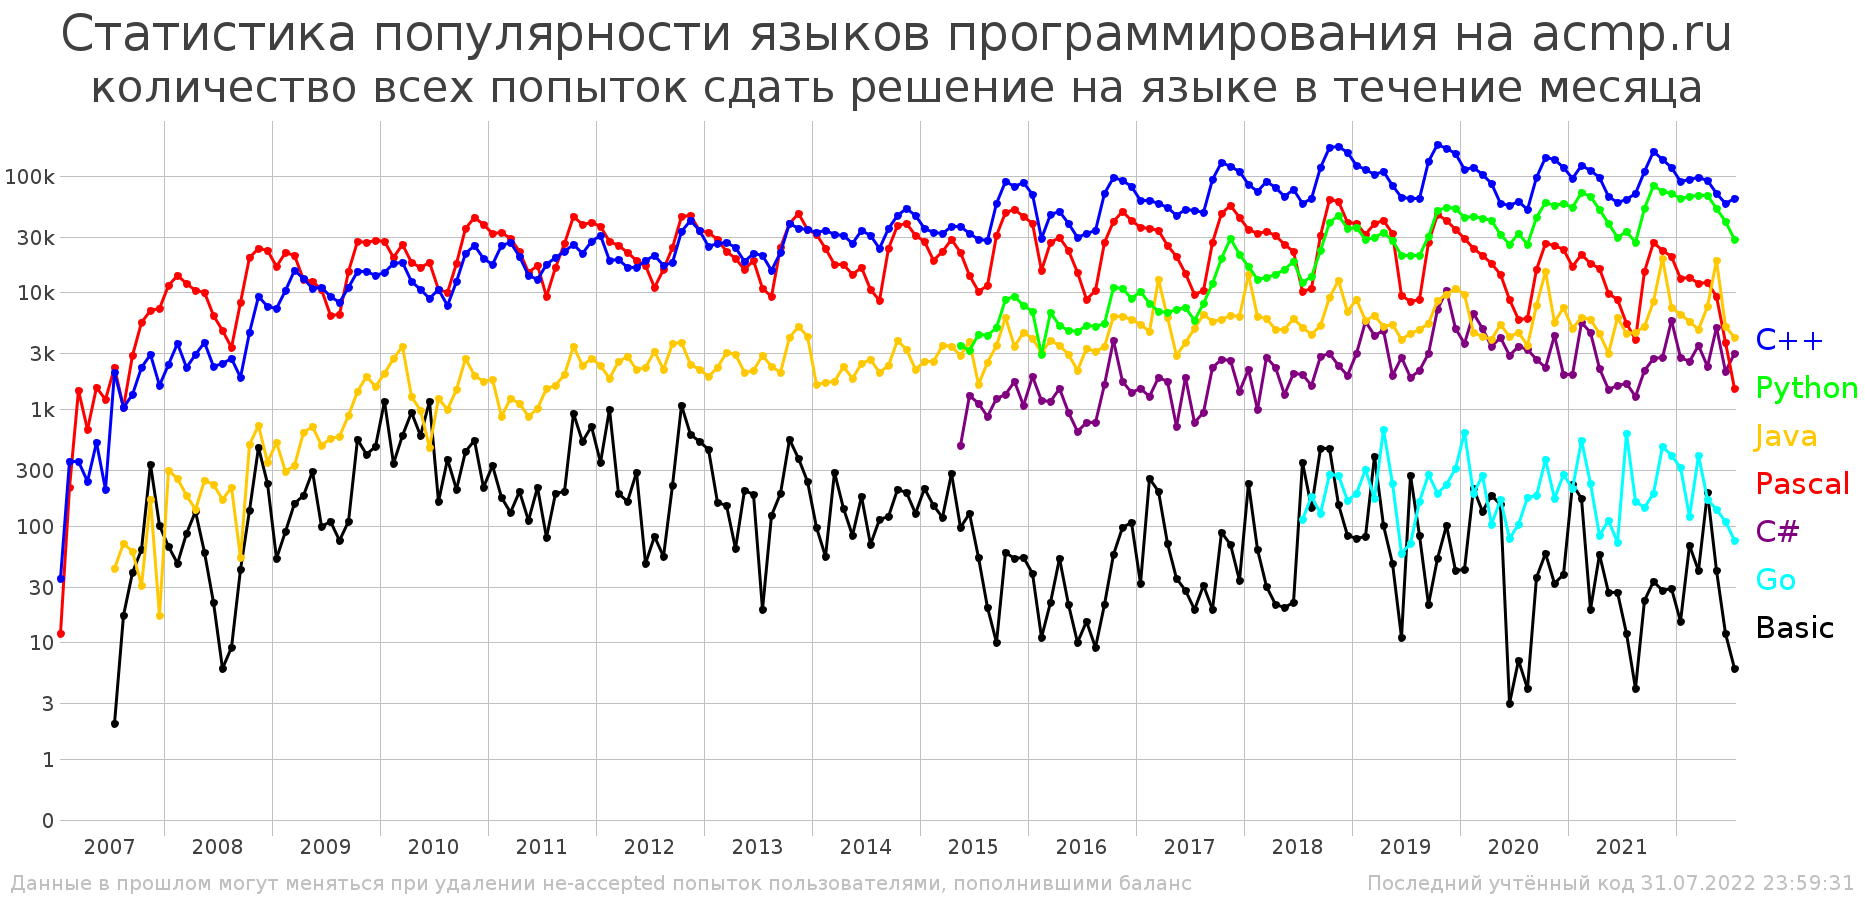 Статистика популярности языков программирования на acmp.ru
количество всех попыток сдать решение на языке в течение месяца
100k
30k
10k
3k
1k
300
100
30
10
3
1
0
C++
Python
Java
Pascal
C#
Go
Basic
2007 2008 2009 2010 2011 2012 2013 2014 2015 2016 2017 2018 2019 2020 2021
Данные в прошлом могут меняться при удалении не-accepted попыток пользователями, пополнившими баланс
Последний учтённый код 31.07.2022 23:59:31